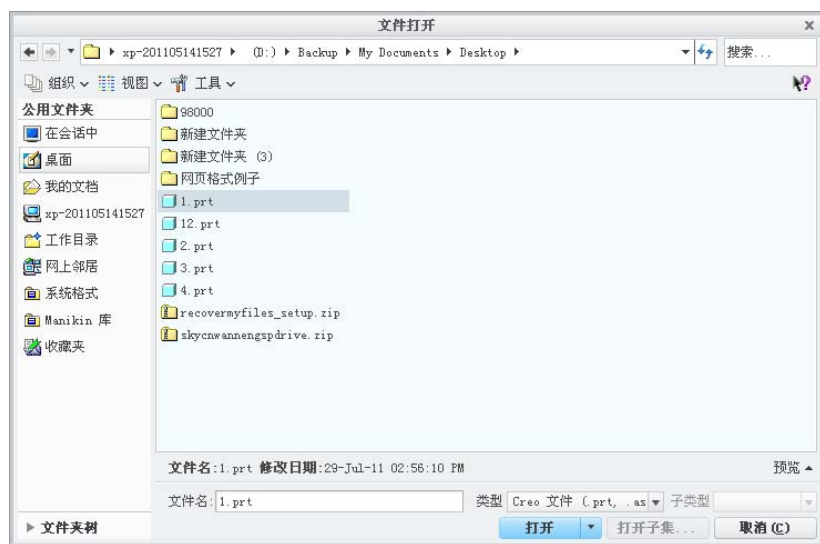 文件打开
xp-201105141527 (D:) Backup My Documents Desktop
搜索...
组织 视图 工具
公用文件夹
在会话中
桌面
我的文档
xp-201105141527
工作目录
网上邻居
系统格式
Manikin 库
收藏夹
98000
新建文件夹
新建文件夹 (3)
网页格式例子
1.prt
12.prt
2.prt
3.prt
4.prt
recovermyfiles_setup.zip
skycnwannengspdrive.zip
文件名:1.prt 修改日期:29-Jul-11 02:56:10 PM
预览
文件名: 1.prt
类型 Creo 文件 (.prt, .as
子类型
文件夹树
打开
打开子集...
取消(C)